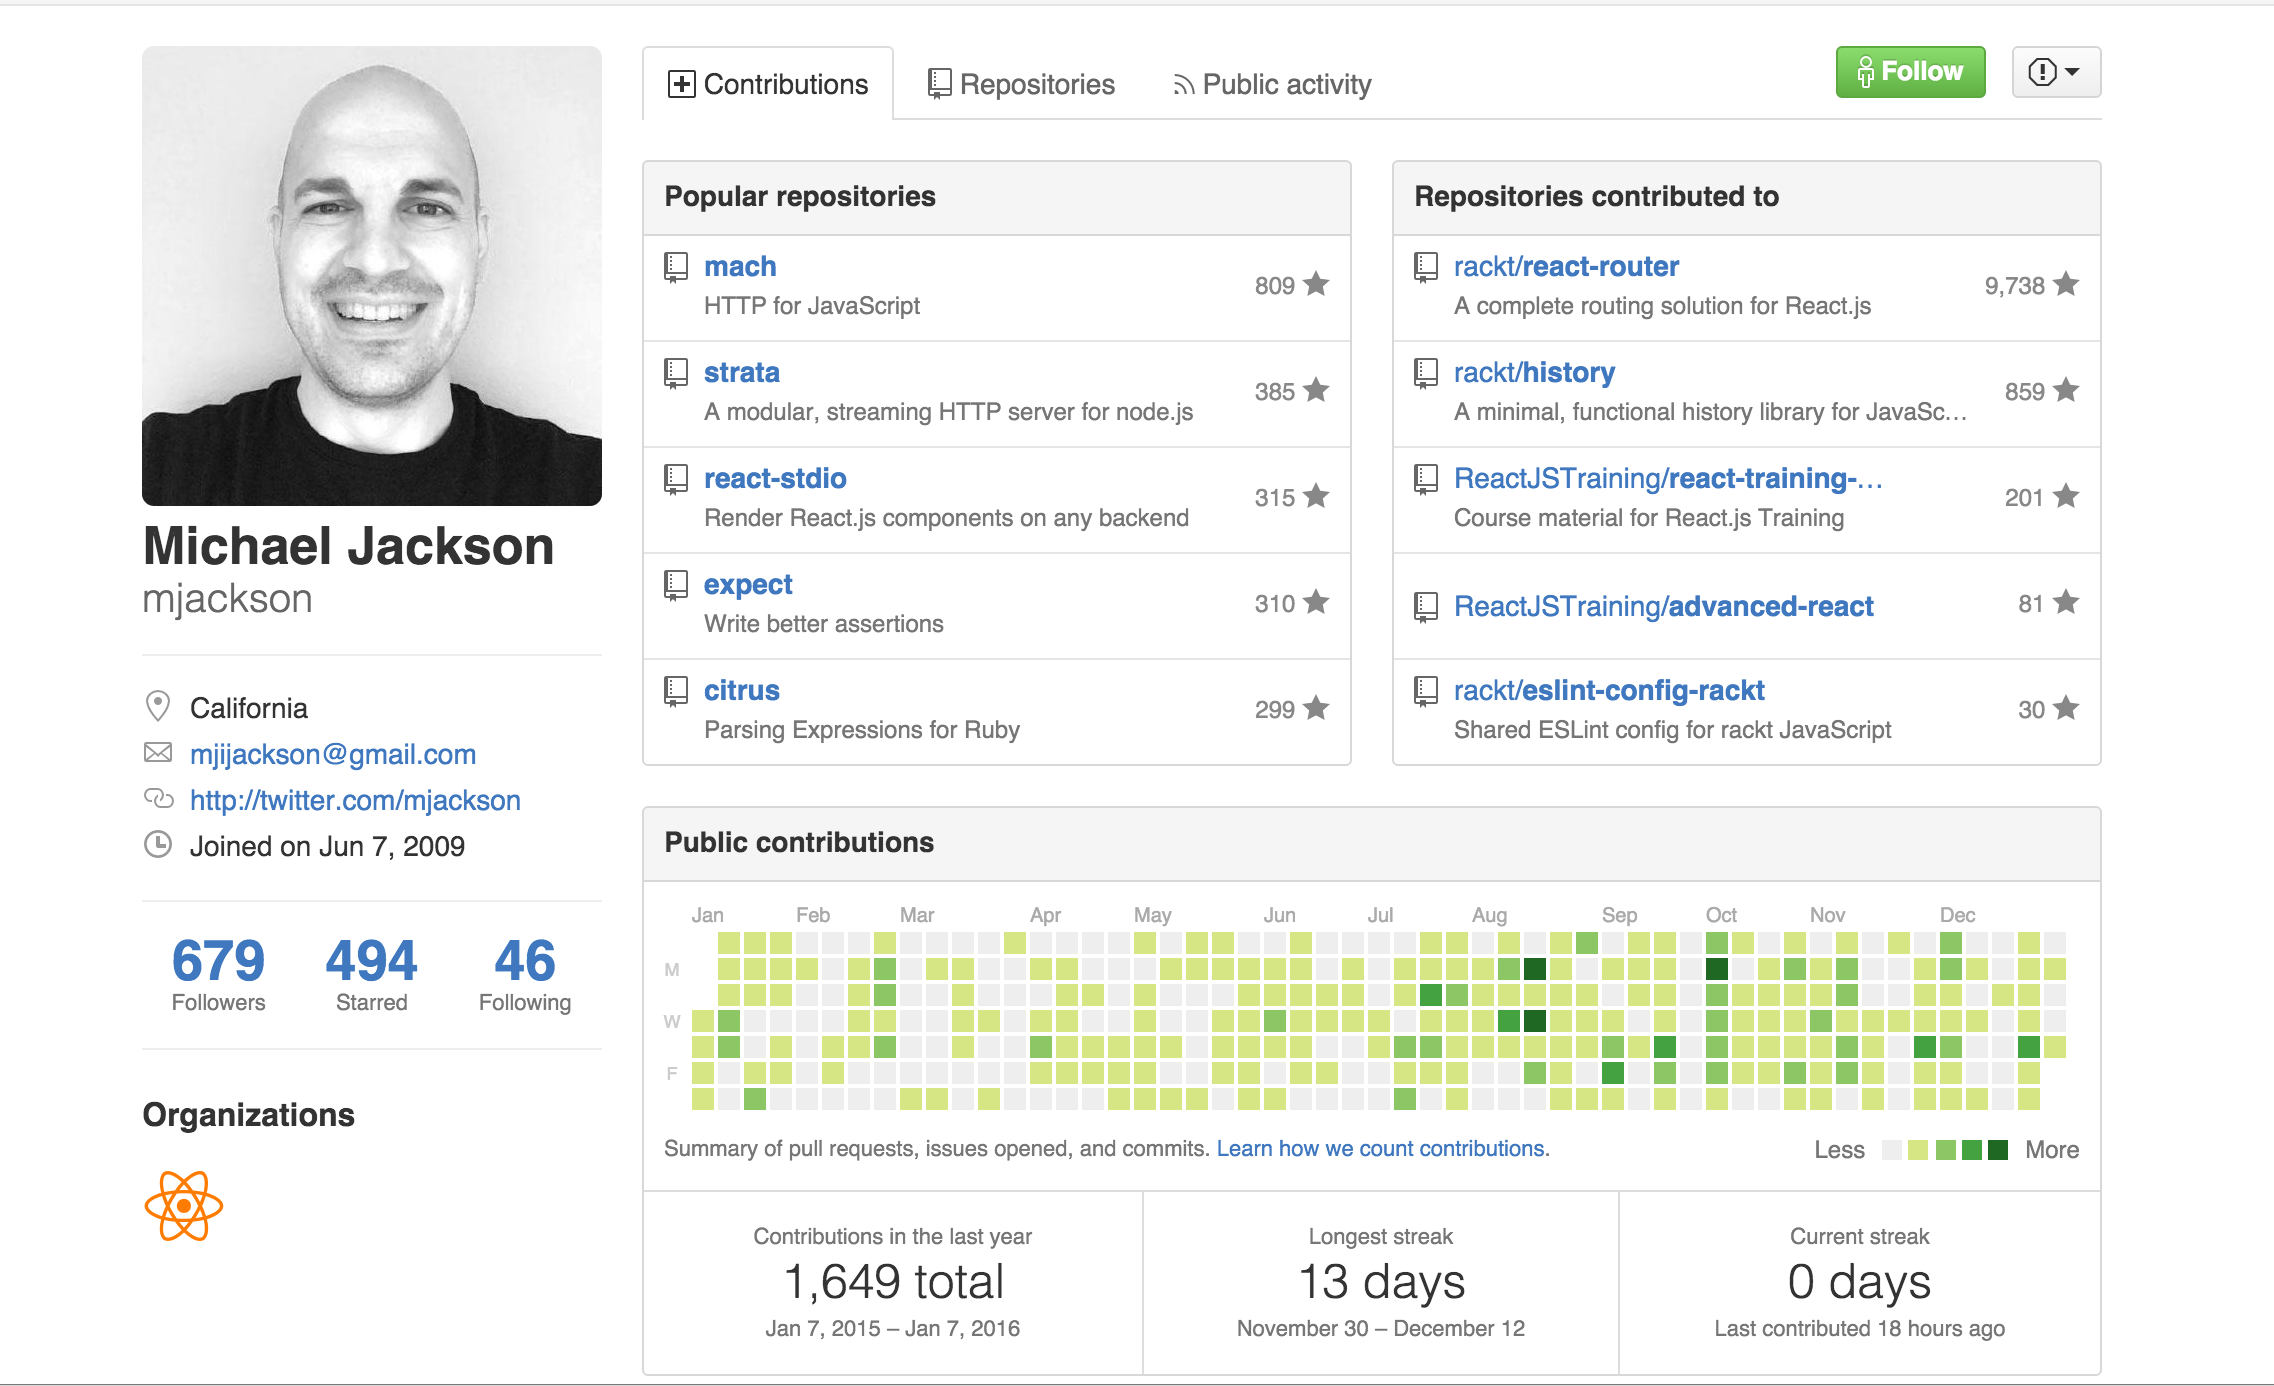 Contributions
Repositories
Public activity
Follow
Michael Jackson
mjackson
California
mjijackson@gmail.com
http://twitter.com/mjackson
Joined on Jun 7, 2009
679 494 46
Followers Starred Following
Organizations
Popular repositories
mach
HTTP for JavaScript
809
strata
A modular, streaming HTTP server for node.js
385
react-stdio
Render React.js components on any backend
315
expect
Write better assertions
310
citrus
Parsing Expressions for Ruby
299
Repositories contributed to
rackt/react-router
A complete routing solution for React.js
9,738
rackt/history
A minimal, functional history library for JavaSc…
859
ReactJSTraining/react-training-…
Course material for React.js Training
201
ReactJSTraining/advanced-react
81
rackt/eslint-config-rackt
Shared ESLint config for rackt JavaScript
30
Public contributions
Jan Feb Mar Apr May Jun Jul Aug Sep Oct Nov Dec
M
W
F
Summary of pull requests, issues opened, and commits. Learn how we count contributions.
Less More
Contributions in the last year
1,649 total
Jan 7, 2015 – Jan 7, 2016
Longest streak
13 days
November 30 – December 12
Current streak
0 days
Last contributed 18 hours ago